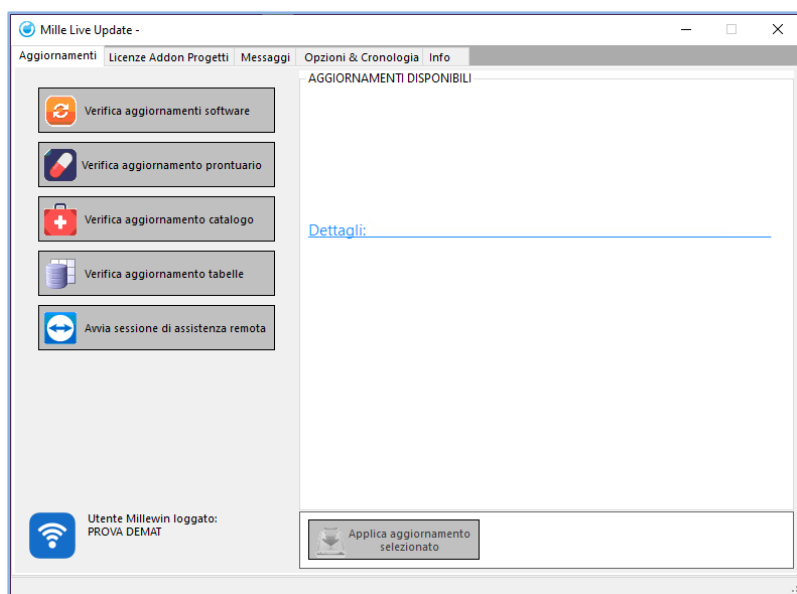 Mille Live Update -
Aggiornamenti Licenze Addon Progetti Messaggi Opzioni & Cronologia Info
Verifica aggiornamenti software
Verifica aggiornamento prontuario
Verifica aggiornamento catalogo
Verifica aggiornamento tabelle
Avvia sessione di assistenza remota
Utente Millewin loggato:
PROVA DEMAT
AGGIORNAMENTI DISPONIBILI
Dettagli:
Applica aggiornamento
selezionato